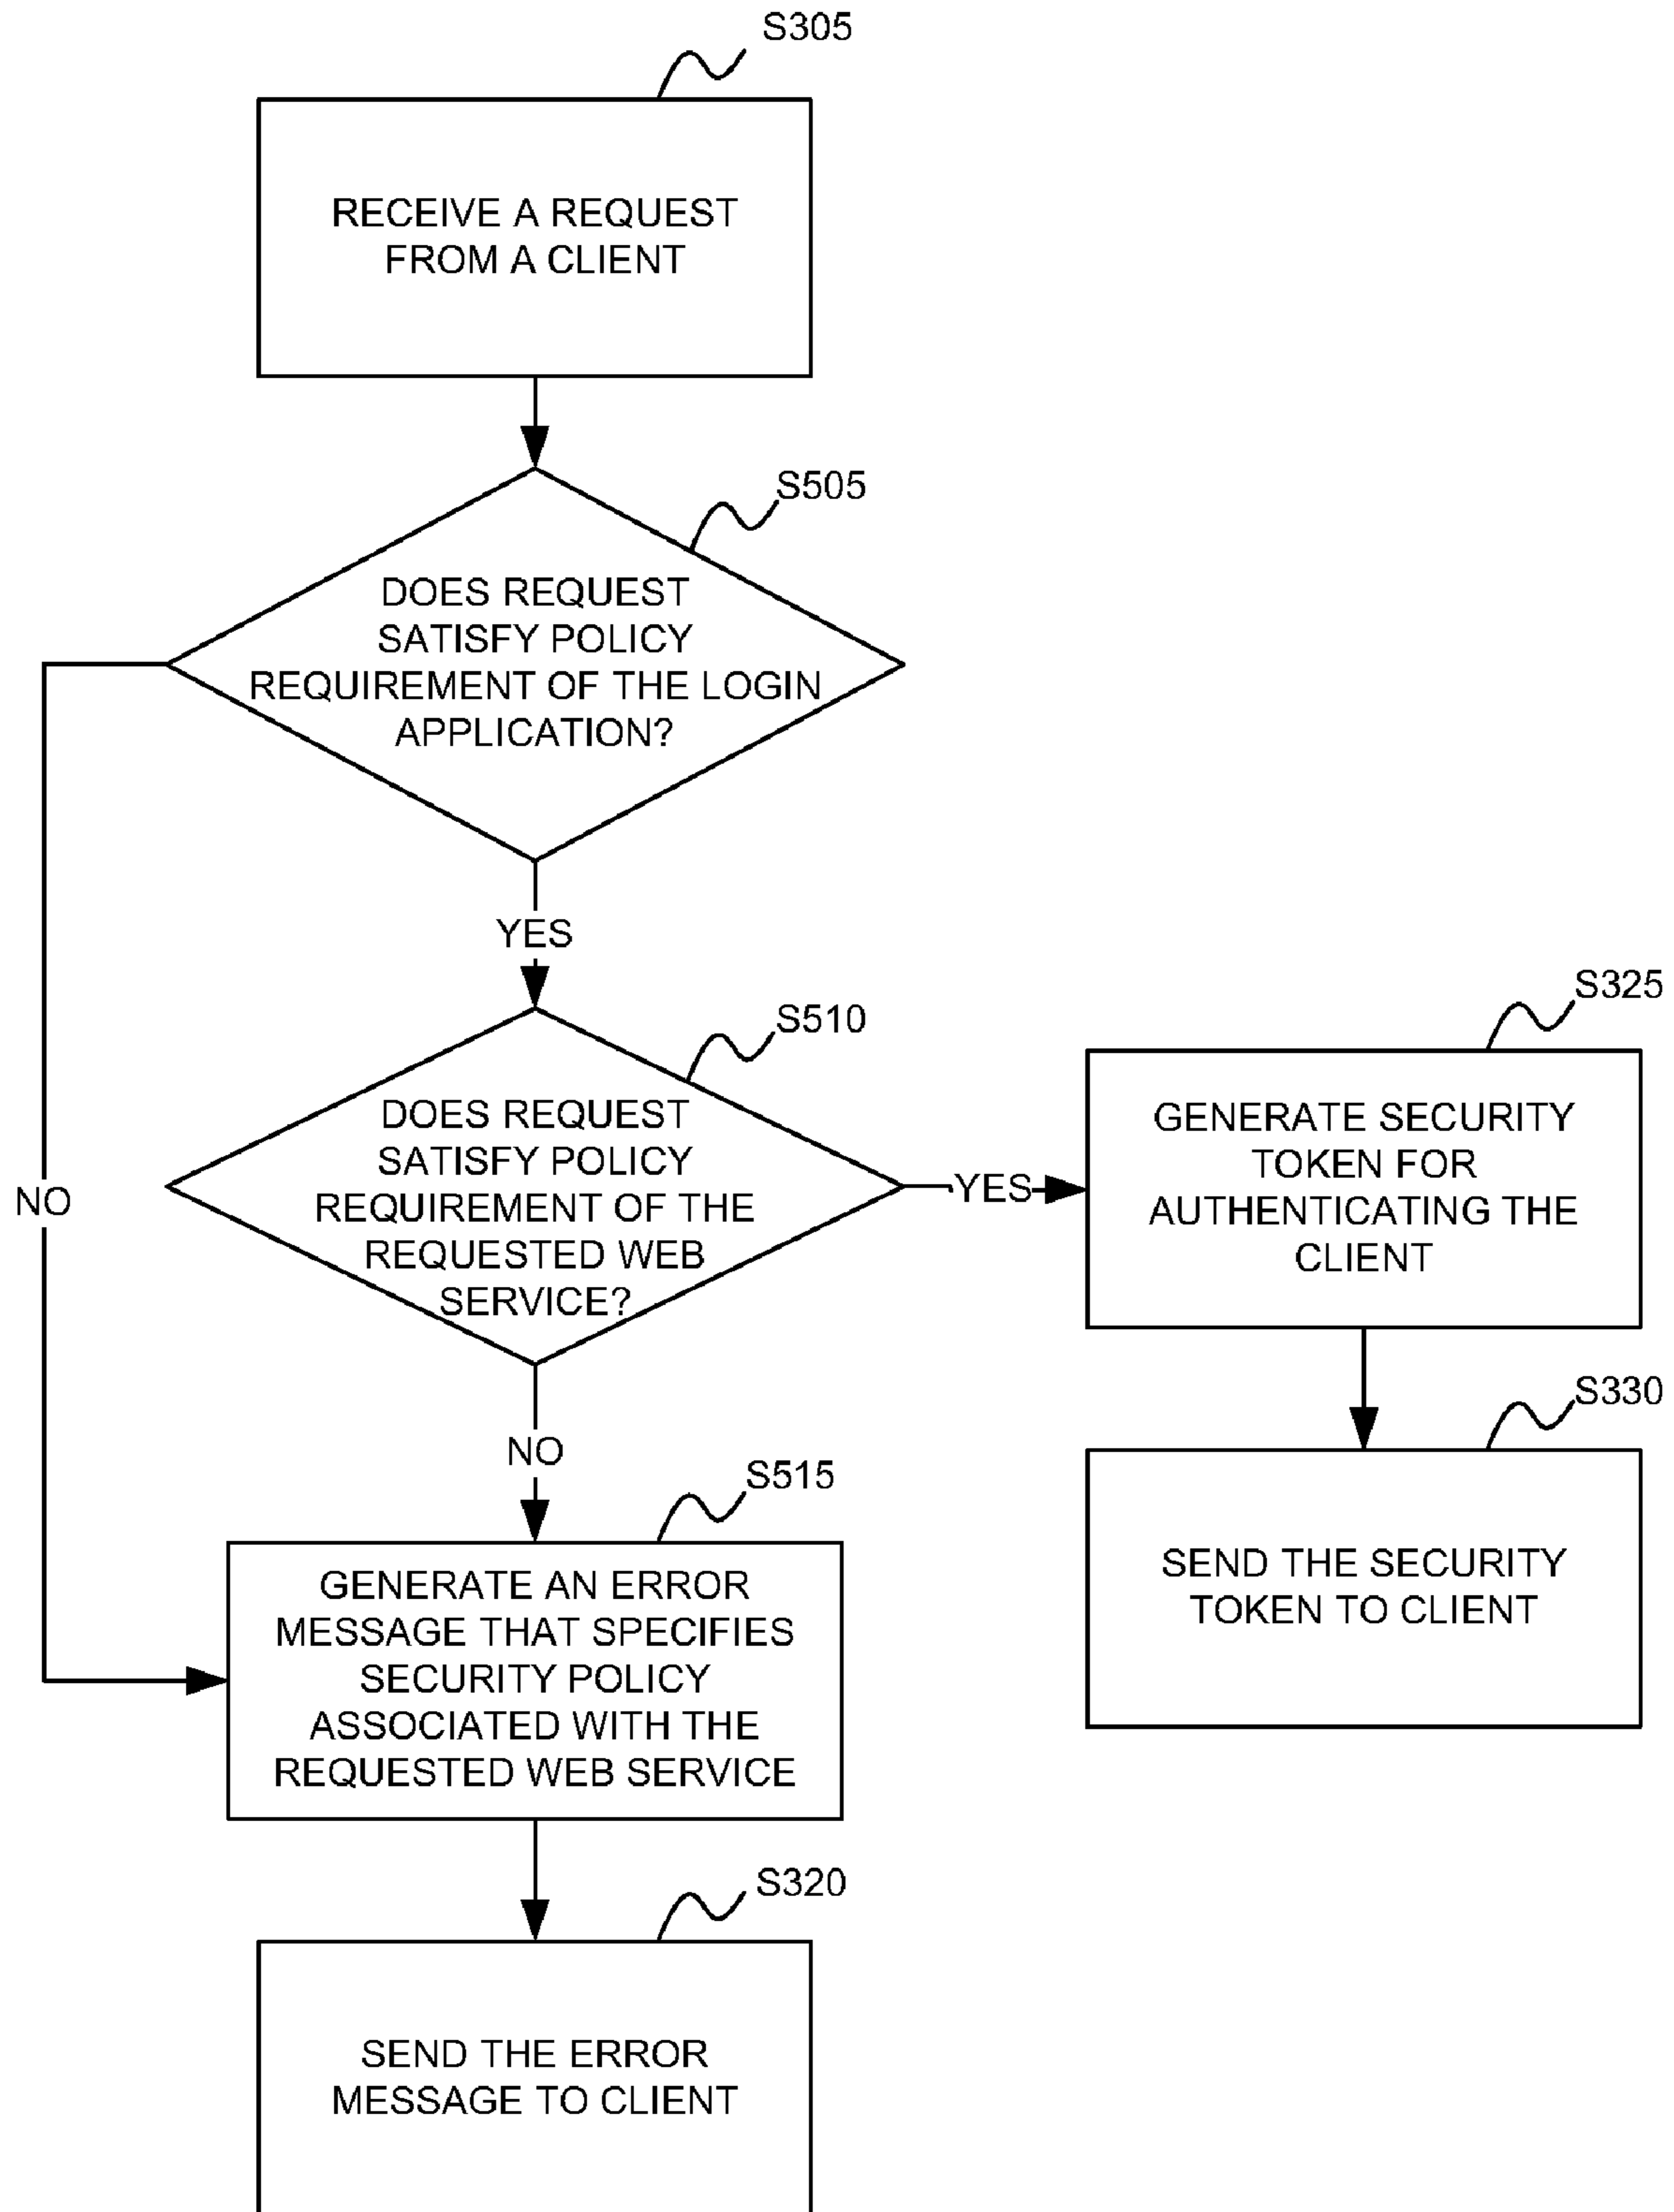 S305
RECEIVE A REQUEST
FROM A CLIENT
S505
DOES REQUEST
SATISFY POLICY
REQUIREMENT OF THE LOGIN
APPLICATION?
YES
S510
DOES REQUEST
SATISFY POLICY
REQUIREMENT OF THE
REQUESTED WEB
SERVICE?
YES
S325
GENERATE SECURITY
TOKEN FOR
AUTHENTICATING THE
CLIENT
NO
NO
S330
SEND THE SECURITY
TOKEN TO CLIENT
S515
GENERATE AN ERROR
MESSAGE THAT SPECIFIES
SECURITY POLICY
ASSOCIATED WITH THE
REQUESTED WEB SERVICE
S320
SEND THE ERROR
MESSAGE TO CLIENT